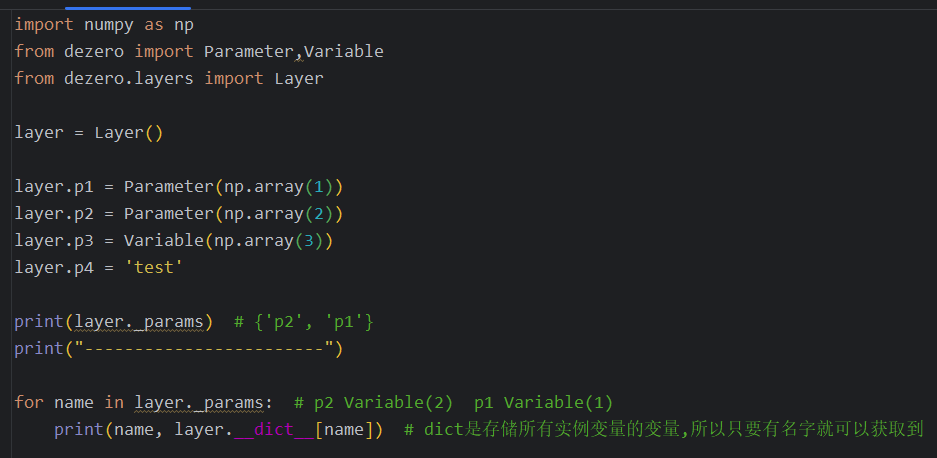 import numpy as np
from dezero import Parameter,Variable
from dezero.layers import Layer
layer = Layer()
layer.p1 = Parameter(np.array(1))
layer.p2 = Parameter(np.array(2))
layer.p3 = Variable(np.array(3))
layer.p4 = 'test'
print(layer._params)  # {'p2', 'p1'}
print("------------------------")
for name in layer._params:  # p2 Variable(2)  p1 Variable(1)
    print(name, layer.__dict__[name])  # dict是存储所有实例变量的变量,所以只要有名字就可以获取到